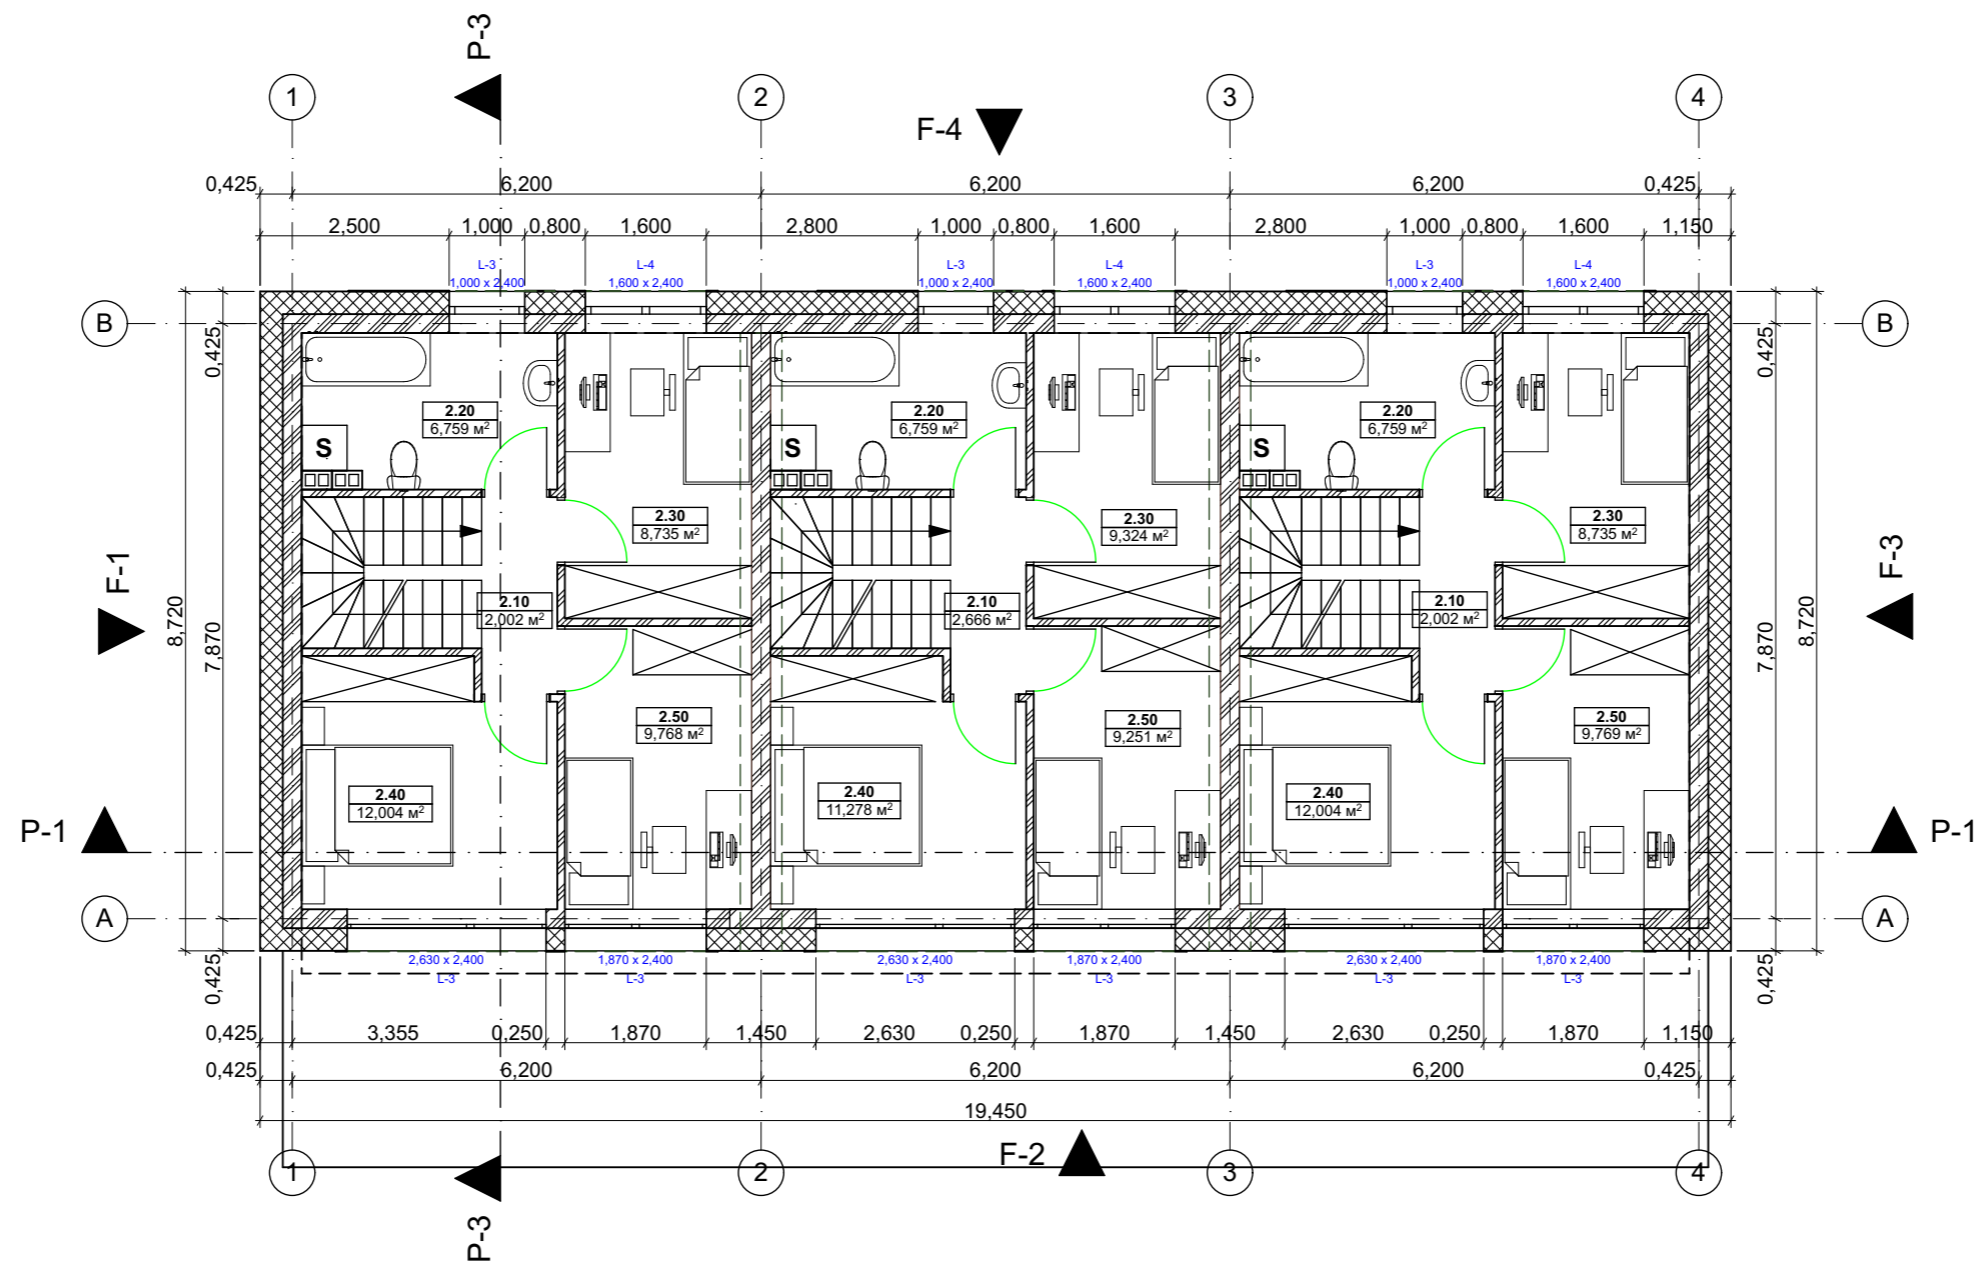 P-3
1
2
3
4
F-4
0,425
6,200
6,200
6,200
0,425
2,500
1,000
0,800
1,600
2,800
1,000
0,800
1,600
2,800
1,000
0,800
1,600
1,150
L-3
L-4
L-3
L-4
L-3
L-4
1,000 x 2,400
1,600 x 2,400
1,000 x 2,400
1,600 x 2,400
1,000 x 2,400
1,600 x 2,400
B
B
0,425
0,425
2.20
6,759 м²
2.20
6,759 м²
2.20
6,759 м²
S
S
S
2.30
8,735 м²
2.30
9,324 м²
2.30
8,735 м²
F-1
F-3
8,720
7,870
7,870
8,720
2.10
2,002 м²
2.10
2,666 м²
2.10
2,002 м²
2.50
9,768 м²
2.50
9,251 м²
2.50
9,769 м²
2.40
12,004 м²
2.40
11,278 м²
2.40
12,004 м²
P-1
P-1
A
A
0,425
0,425
2,630 x 2,400
1,870 x 2,400
2,630 x 2,400
1,870 x 2,400
2,630 x 2,400
1,870 x 2,400
L-3
L-3
L-3
L-3
L-3
L-3
0,425
3,355
0,250
1,870
1,450
2,630
0,250
1,870
1,450
2,630
0,250
1,870
1,150
0,425
6,200
6,200
6,200
0,425
19,450
F-2
1
2
3
4
P-3